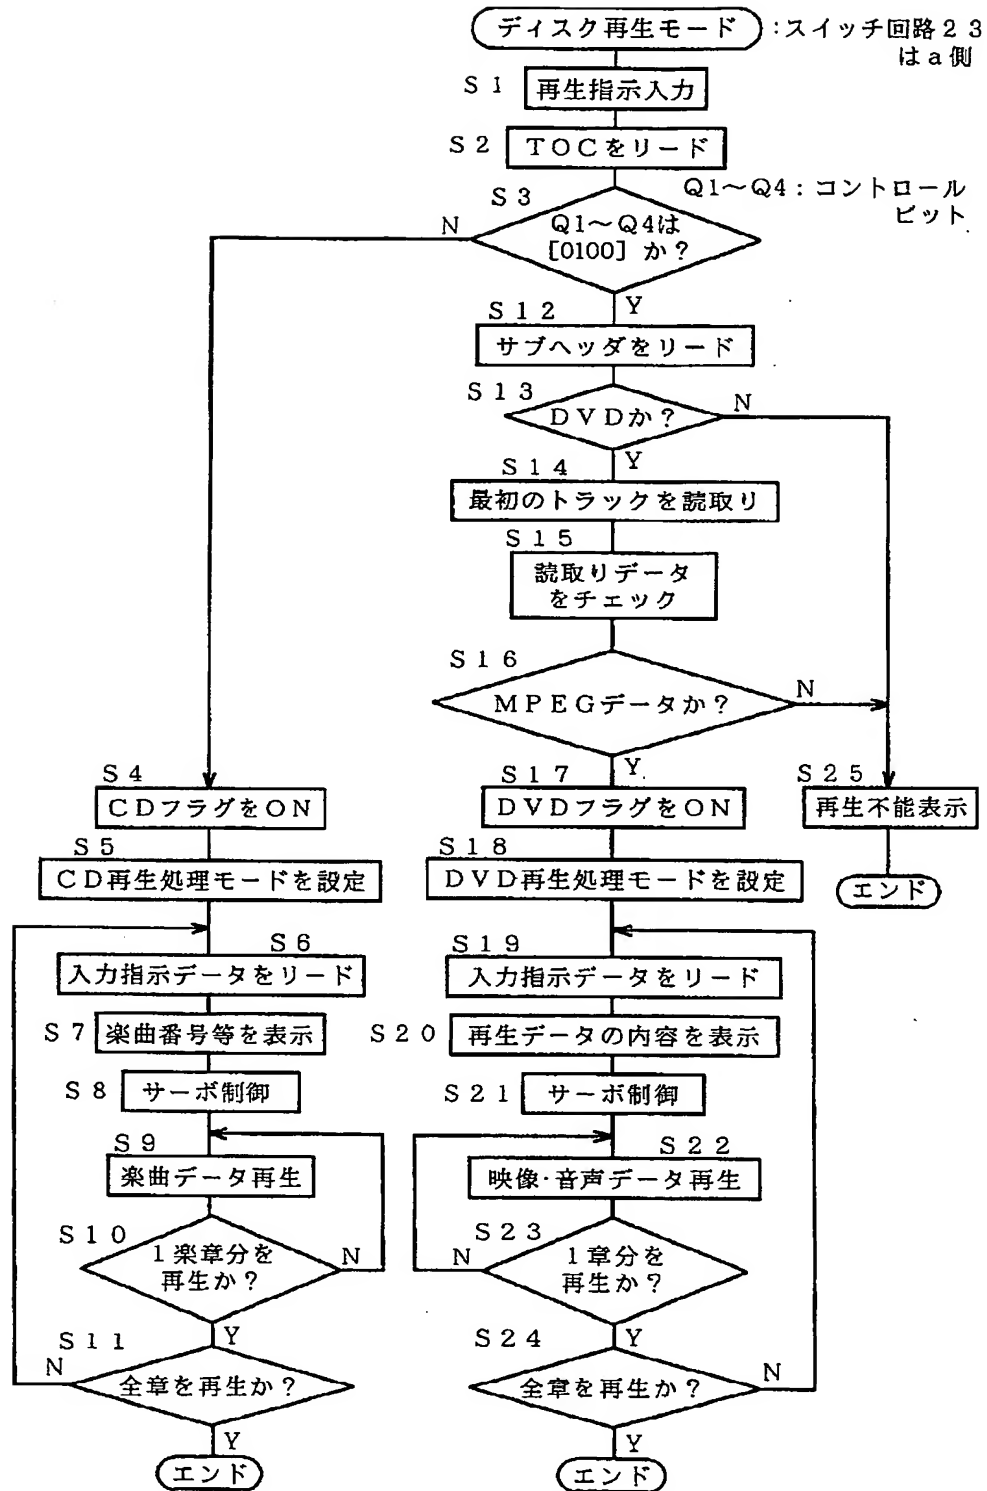 ディスク再生モード :スイッチ回路23
はa側
S1 再生指示入力
S2 TOCをリード
Q1～Q4:コントロール
ビット
S3
Q1～Q4は
[0100]か?
N
Y
S12
サブヘッダをリード
S13
DVDか?
N
Y
S14
最初のトラックを読取り
S15
読取りデータ
をチェック
S16
MPEGデータか?
N
Y
S4
CDフラグをON
S5
CD再生処理モードを設定
S6
入力指示データをリード
S7 楽曲番号等を表示
S8 サーボ制御
S9
楽曲データ再生
S10
1楽章分を
再生か?
N
Y
S11
全章を再生か?
N
Y
エンド
S17
DVDフラグをON
S18
DVD再生処理モードを設定
S19
入力指示データをリード
S20 再生データの内容を表示
S21 サーボ制御
S22
映像・音声データ再生
S23
1章分を
再生か?
N
Y
S24
全章を再生か?
N
Y
エンド
S25
再生不能表示
エンド